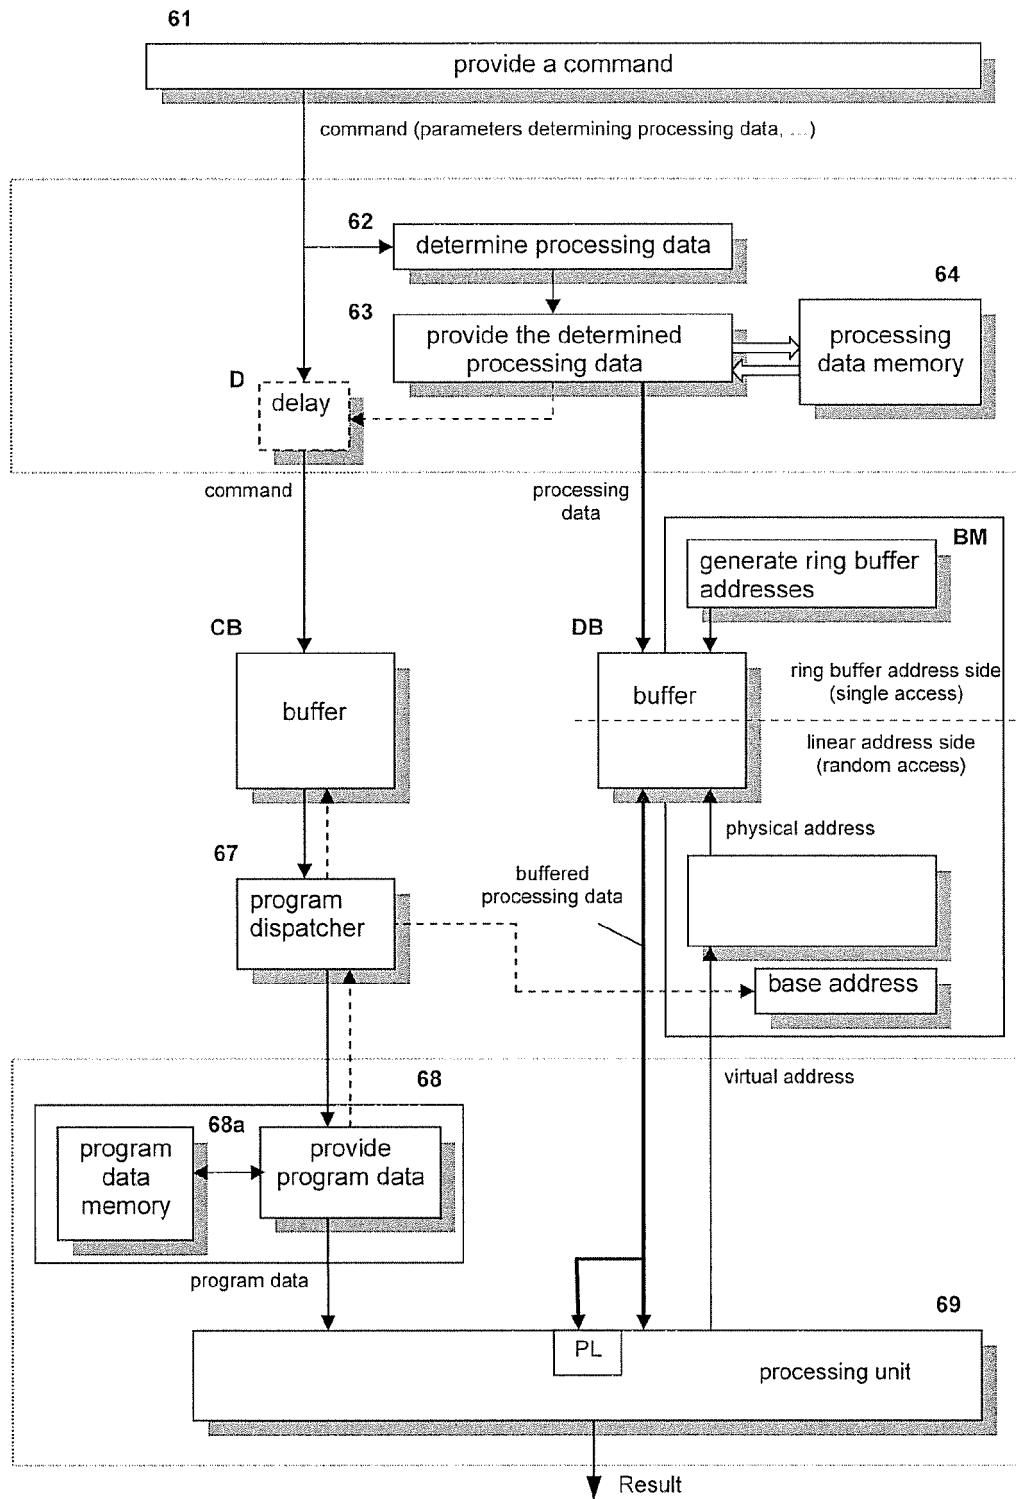 61
provide a command
command (parameters determining processing data, ...)
62
determine processing data
64
63
provide the determined
processing data
processing
data memory
D
delay
command
processing
data
BM
generate ring buffer
addresses
CB
DB
buffer
buffer
ring buffer address side
(single access)
linear address side
(random access)
physical address
67
program
dispatcher
buffered
processing data
base address
virtual address
68
68a
program
data
memory
provide
program data
program data
69
PL
processing unit
Result